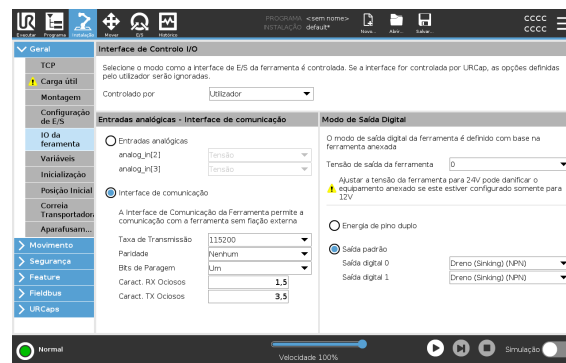 PROGRAMA <sem nome>
INSTALAÇÃO default*
Executar
Programa
Instalação
Mover
E/S
Histórico
Novo...
Abrir...
Salvar...
CCCC
CCCC
Geral
TCP
Carga útil
Montagem
Configuração
de E/S
IO da
ferramenta
Variáveis
Inicialização
Posição Inicial
Correia
Transportadora
Aparafusam...
Movimento
Segurança
Feature
Fieldbus
URCaps
Interface de Controlo I/O
Selecione o modo como a interface de E/S da ferramenta é controlada. Se a interface for controlada por URCap, as opções definidas
pelo utilizador serão ignoradas.
Controlado por Utilizador
Entradas analógicas - Interface de comunicação
Entradas analógicas
analog_in[2] Tensão
analog_in[3] Tensão
Interface de comunicação
A Interface de Comunicação da Ferramenta permite a
comunicação com a ferramenta sem fiação externa
Taxa de Transmissão 115200
Paridade Nenhum
Bits de Paragem Um
Caract. RX Ociosos 1,5
Caract. TX Ociosos 3,5
Modo de Saída Digital
O modo de saída digital da ferramenta é definido com base na
ferramenta anexada
Tensão de saída da ferramenta 0
Ajustar a tensão da ferramenta para 24V pode danificar o
equipamento anexado se este estiver configurado somente para
12V
Energia de pino duplo
Saída padrão
Saída digital 0 Dreno (Sinking) (NPN)
Saída digital 1 Dreno (Sinking) (NPN)
Normal
Velocidade 100%
Simulação